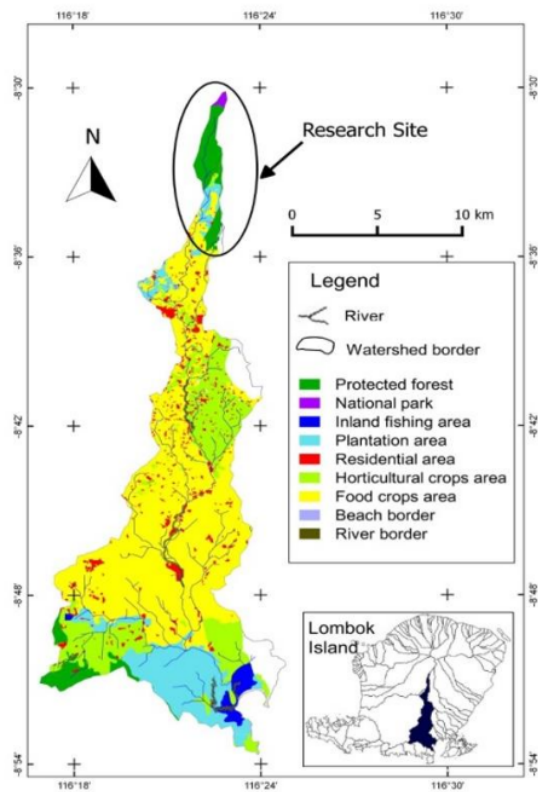 116°18' 116°24' 116°30'
-8°30' -8°30'
N
Research Site
0 5 10 km
-8°36' -8°36'
Legend
River
Watershed border
Protected forest
National park
Inland fishing area
Plantation area
Residential area
Horticultural crops area
Food crops area
Beach border
River border
-8°42' -8°42'
-8°48' -8°48'
Lombok
Island
-8°54' -8°54'
116°18' 116°24' 116°30'